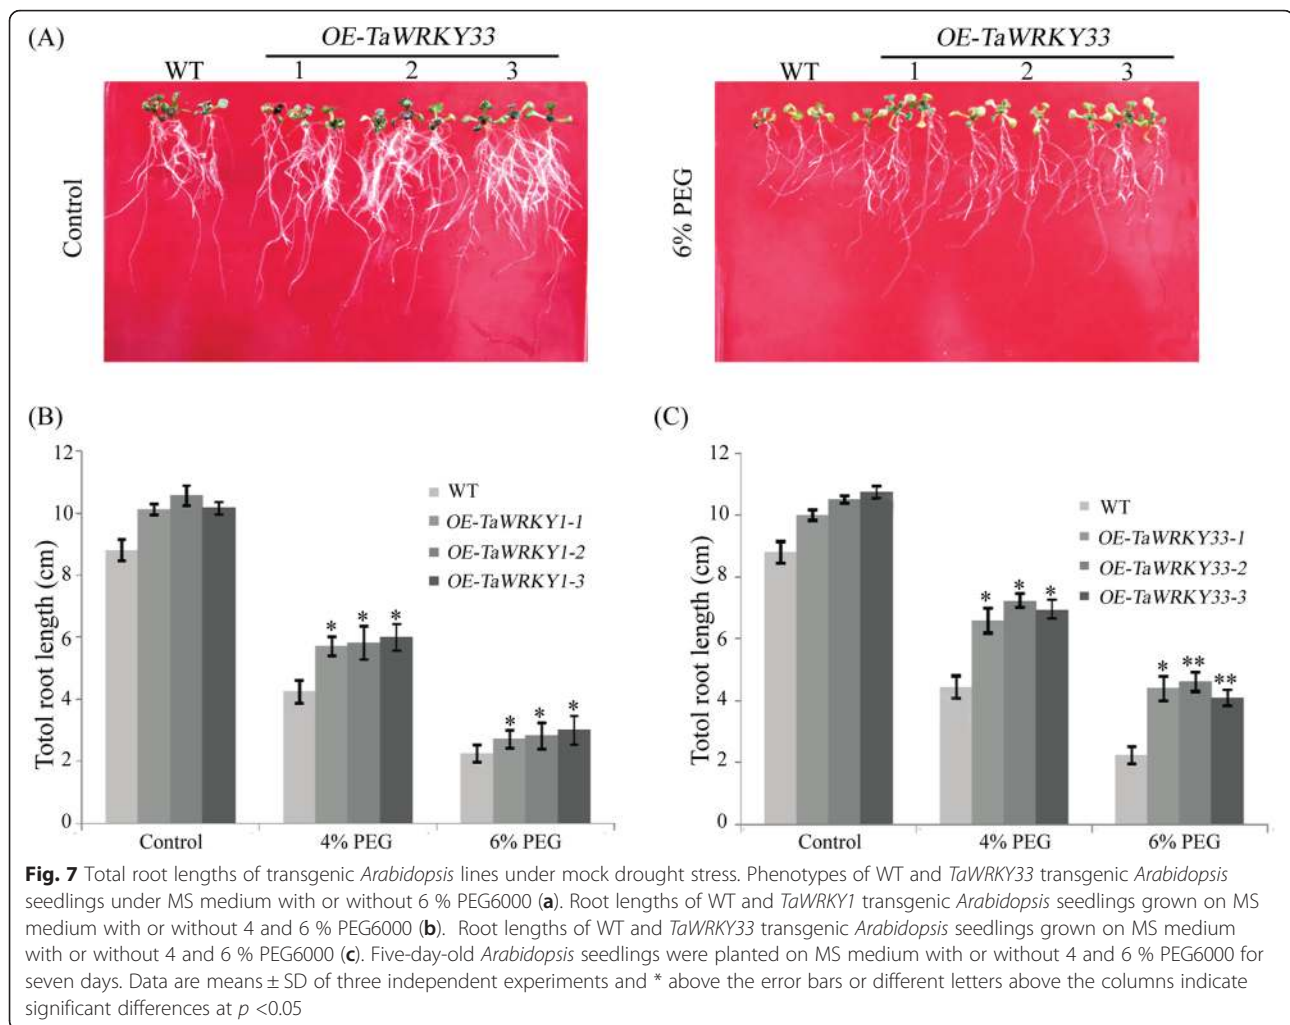 (A)
OE-TaWRKY33
WT 1 2 3
Control
OE-TaWRKY33
WT 1 2 3
6% PEG
(B)
12
10
8
6
4
2
0
Totol root length (cm)
WT
OE-TaWRKY1-1
OE-TaWRKY1-2
OE-TaWRKY1-3
* * *
* * *
Control 4% PEG 6% PEG
(C)
12
10
8
6
4
2
0
Totol root length (cm)
WT
OE-TaWRKY33-1
OE-TaWRKY33-2
OE-TaWRKY33-3
* * *
* ** **
Control 4% PEG 6% PEG
Fig. 7 Total root lengths of transgenic Arabidopsis lines under mock drought stress. Phenotypes of WT and TaWRKY33 transgenic Arabidopsis
seedlings under MS medium with or without 6 % PEG6000 (a). Root lengths of WT and TaWRKY1 transgenic Arabidopsis seedlings grown on MS
medium with or without 4 and 6 % PEG6000 (b). Root lengths of WT and TaWRKY33 transgenic Arabidopsis seedlings grown on MS medium
with or without 4 and 6 % PEG6000 (c). Five-day-old Arabidopsis seedlings were planted on MS medium with or without 4 and 6 % PEG6000 for
seven days. Data are means ± SD of three independent experiments and * above the error bars or different letters above the columns indicate
significant differences at p <0.05